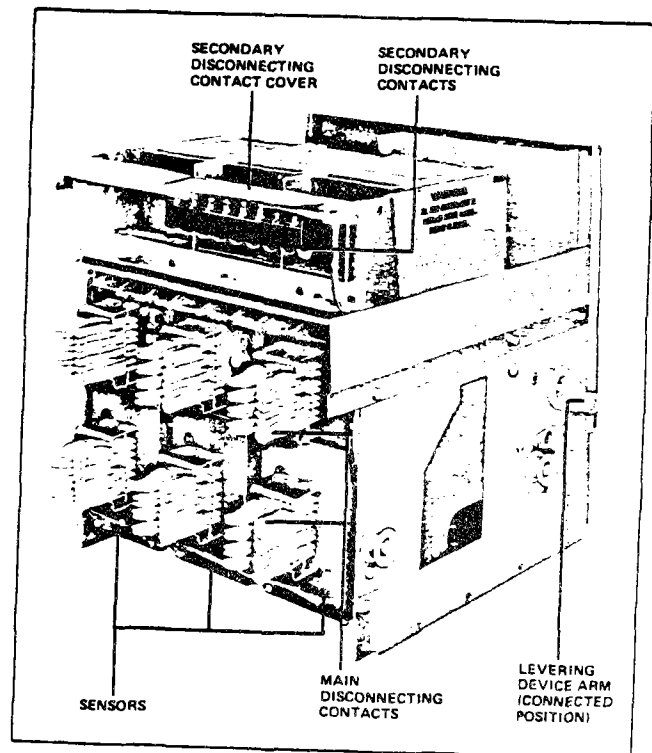 SECONDARY
DISCONNECTING
CONTACT COVER
SECONDARY
DISCONNECTING
CONTACTS
SENSORS
MAIN
DISCONNECTING
CONTACTS
LEVERING
DEVICE ARM
(CONNECTED
POSITION)